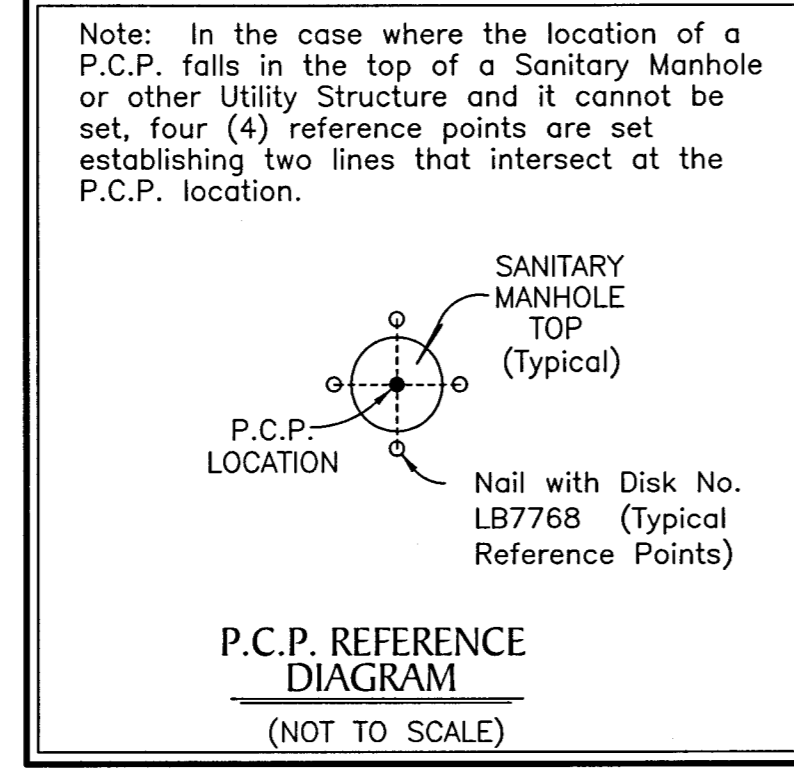 Note: In the case where the location of a
P.C.P. falls in the top of a Sanitary Manhole
or other Utility Structure and it cannot be
set, four (4) reference points are set
establishing two lines that intersect at the
P.C.P. location.
SANITARY
MANHOLE
TOP
(Typical)
P.C.P.
LOCATION
Nail with Disk No.
LB7768 (Typical
Reference Points)
P.C.P. REFERENCE
DIAGRAM
(NOT TO SCALE)